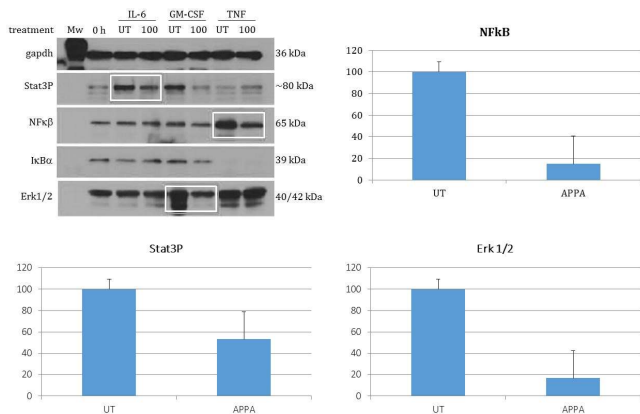 IL-6 GM-CSF TNF
treatment Mw 0 h UT 100 UT 100 UT 100
gapdh 36 kDa
Stat3P ~80 kDa
NFκβ 65 kDa
IκBα 39 kDa
Erk1/2 40/42 kDa
NFkB
120
100
80
60
40
20
0
UT APPA
Stat3P
120
100
80
60
40
20
0
UT APPA
Erk 1/2
120
100
80
60
40
20
0
UT APPA